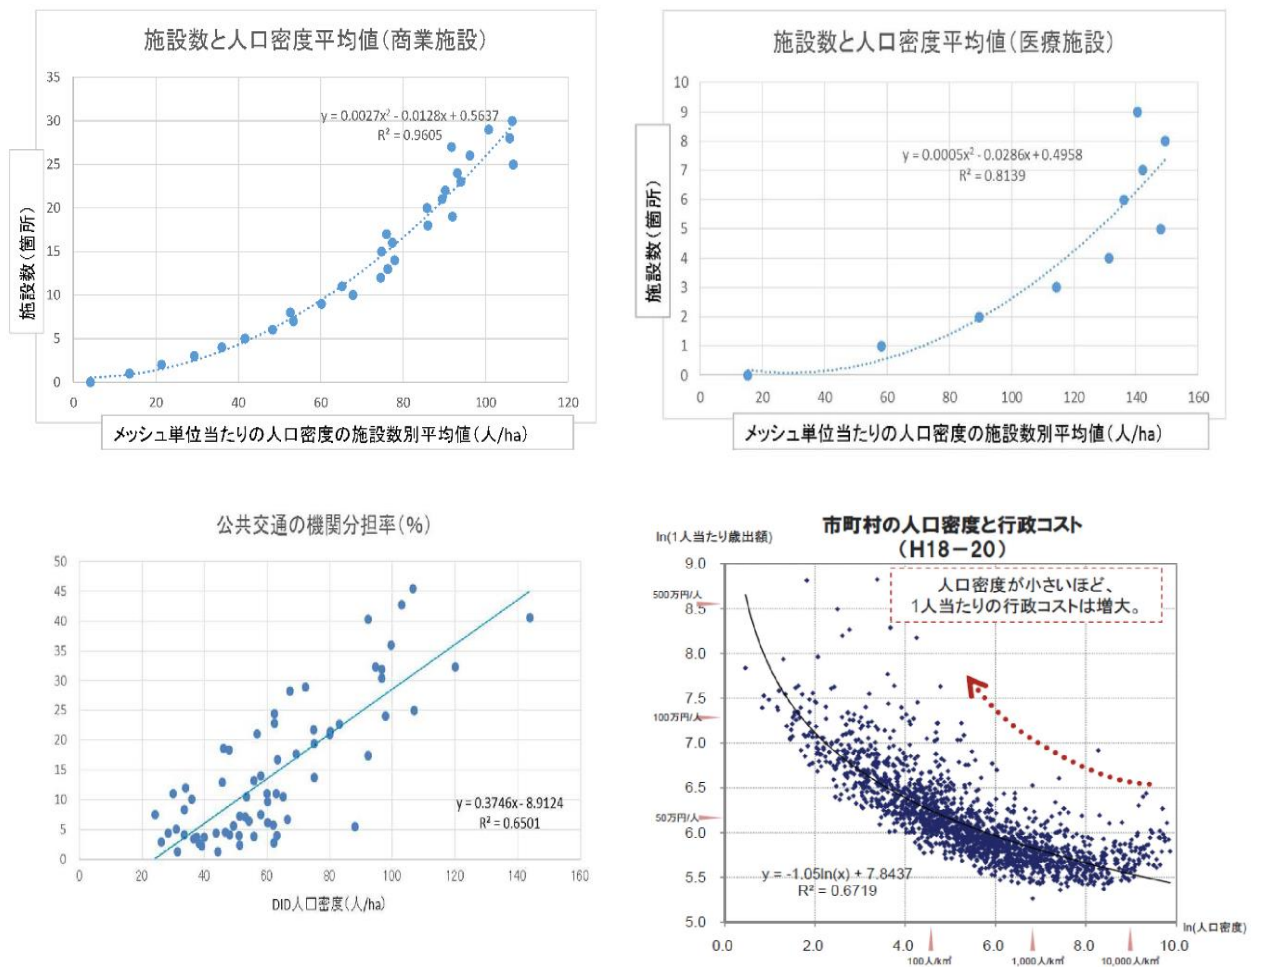 施設数と人口密度平均値(商業施設)
35
30
25
20
15
10
5
0
y = 0.0027x² - 0.0128x + 0.5637
R² = 0.9605
施設数(箇所)
0 20 40 60 80 100 120
メッシュ単位当たりの人口密度の施設数別平均値(人/ha)
施設数と人口密度平均値(医療施設)
10
9
8
7
6
5
4
3
2
1
0
y = 0.0005x² - 0.0286x + 0.4958
R² = 0.8139
施設数(箇所)
0 20 40 60 80 100 120 140 160
メッシュ単位当たりの人口密度の施設数別平均値(人/ha)
公共交通の機関分担率(%)
50
45
40
35
30
25
20
15
10
5
0
y = 0.3746x - 8.9124
R² = 0.6501
0 20 40 60 80 100 120 140 160
DID人口密度(人/ha)
市町村の人口密度と行政コスト
(H18-20)
ln(1人当たり歳出額)
9.0
人口密度が小さいほど、
1人当たりの行政コストは増大。
500万円/人
8.5
8.0
7.5
100万円/人
7.0
6.5
50万円/人
6.0
5.5
5.0
y = -1.05ln(x) + 7.8437
R² = 0.6719
ln(人口密度)
0.0 2.0 4.0 6.0 8.0 10.0
100人/k㎡ 1,000人/k㎡ 10,000人/k㎡